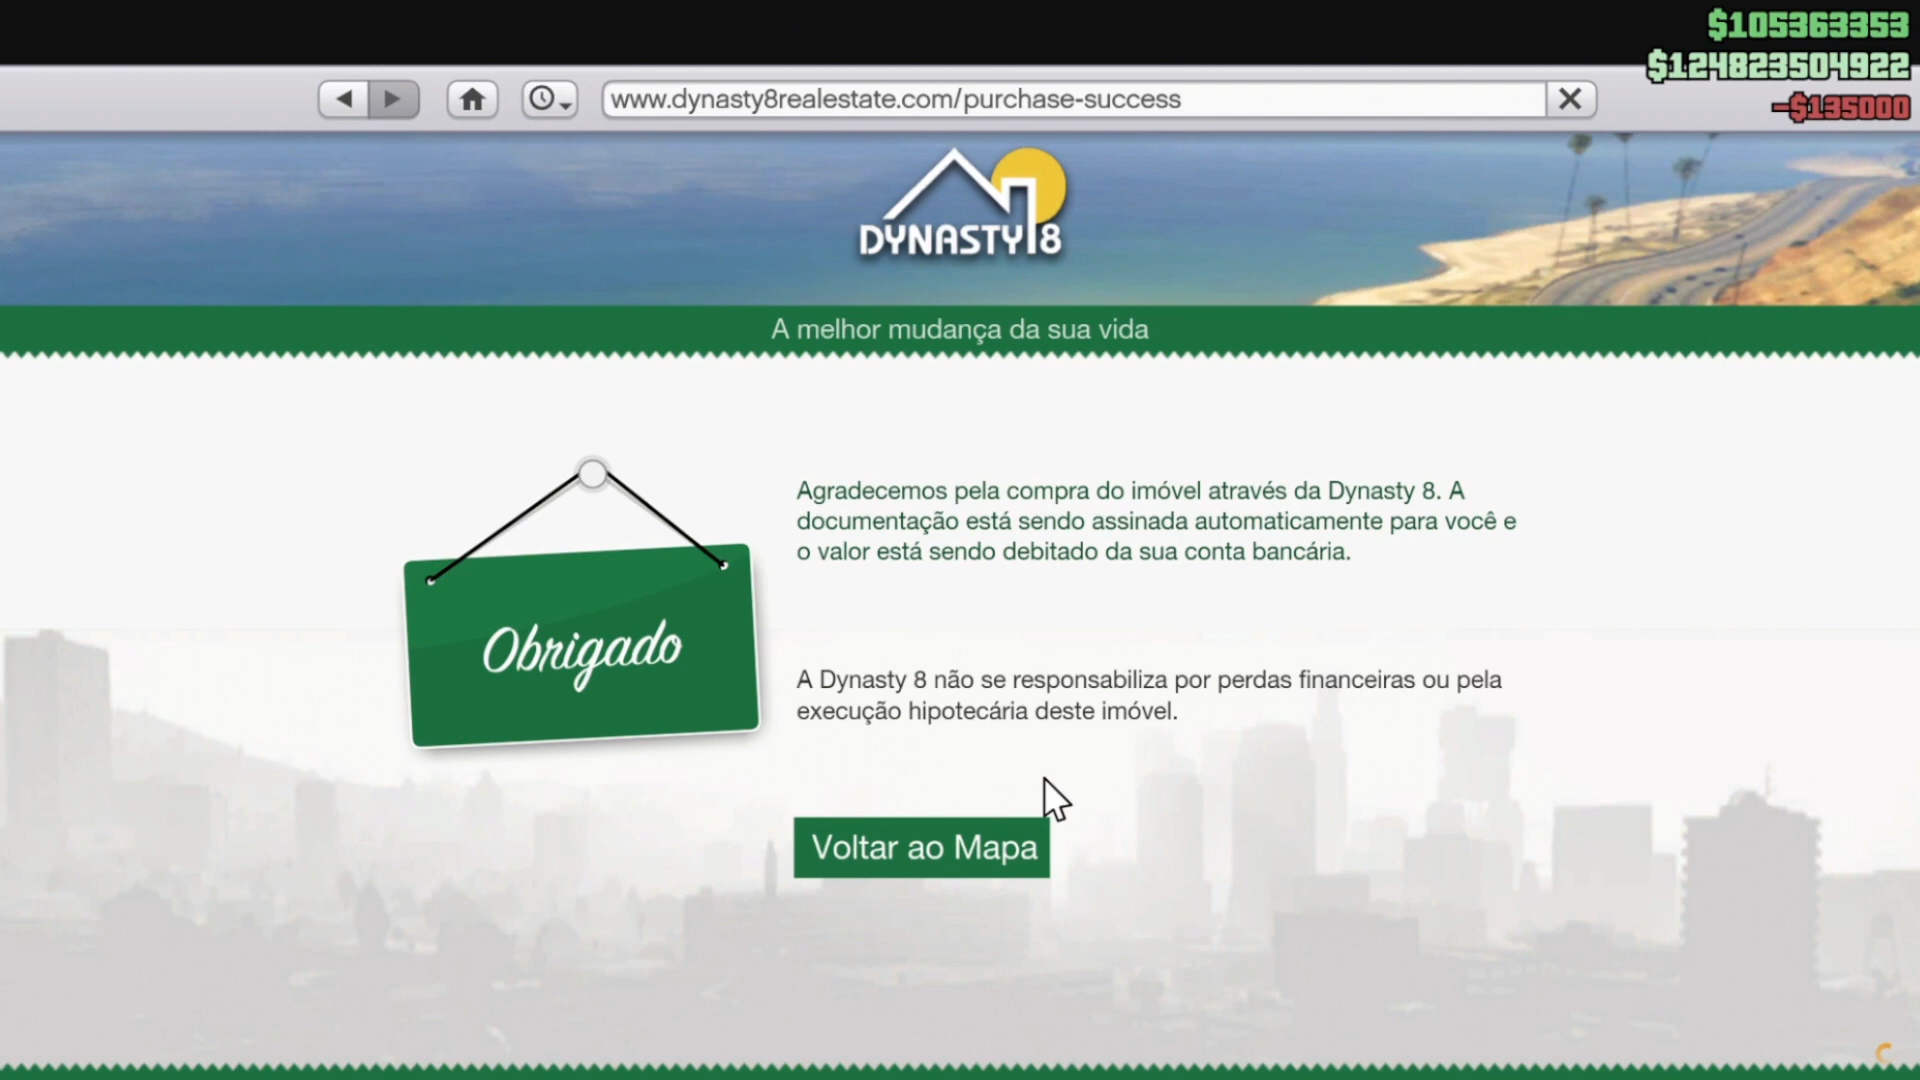 $105363353
$124823504922
-$135000
www.dynasty8realestate.com/purchase-success
DYNASTY 8
A melhor mudança da sua vida
Agradecemos pela compra do imóvel através da Dynasty 8. A
documentação está sendo assinada automaticamente para você e
o valor está sendo debitado da sua conta bancária.
Obrigado
A Dynasty 8 não se responsabiliza por perdas financeiras ou pela
execução hipotecária deste imóvel.
Voltar ao Mapa